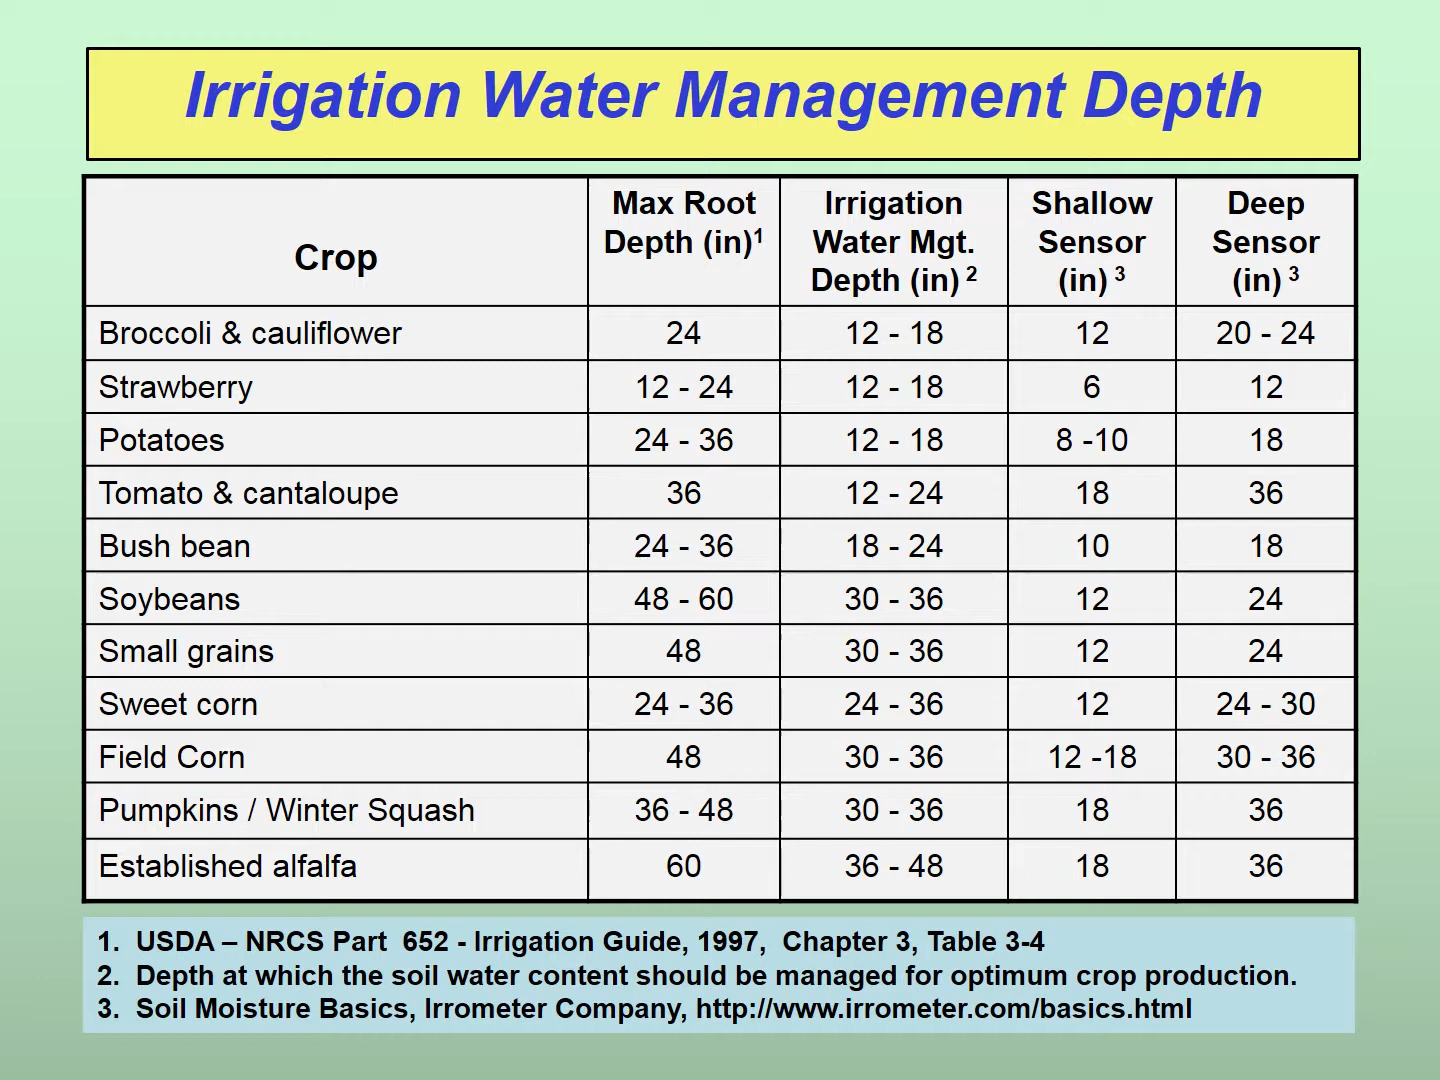 Irrigation Water Management Depth
Crop
Max Root Depth (in)¹
Irrigation Water Mgt. Depth (in) ²
Shallow Sensor (in) ³
Deep Sensor (in) ³
Broccoli & cauliflower 24 12 - 18 12 20 - 24
Strawberry 12 - 24 12 - 18 6 12
Potatoes 24 - 36 12 - 18 8 -10 18
Tomato & cantaloupe 36 12 - 24 18 36
Bush bean 24 - 36 18 - 24 10 18
Soybeans 48 - 60 30 - 36 12 24
Small grains 48 30 - 36 12 24
Sweet corn 24 - 36 24 - 36 12 24 - 30
Field Corn 48 30 - 36 12 -18 30 - 36
Pumpkins / Winter Squash 36 - 48 30 - 36 18 36
Established alfalfa 60 36 - 48 18 36
1. USDA – NRCS Part 652 - Irrigation Guide, 1997, Chapter 3, Table 3-4
2. Depth at which the soil water content should be managed for optimum crop production.
3. Soil Moisture Basics, Irrometer Company, http://www.irrometer.com/basics.html